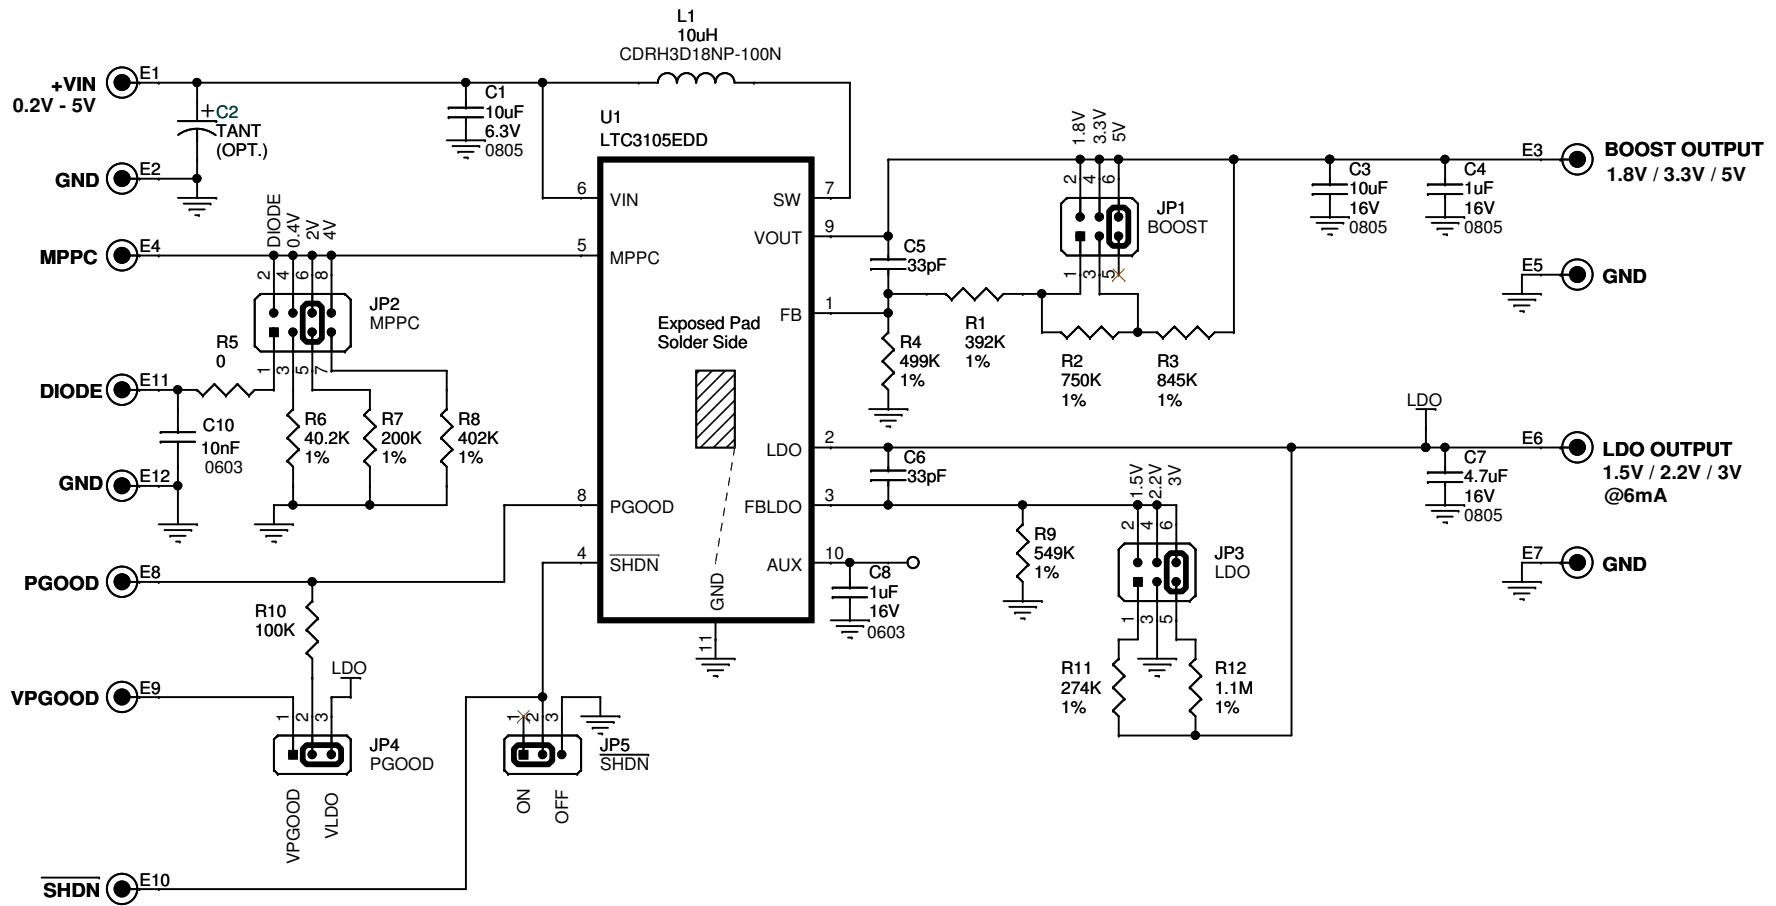 L1
10uH
CDRH3D18NP-100N
+VIN
0.2V - 5V
E1
+
C2
TANT
(OPT.)
C1
10uF
6.3V
0805
GND
E2
U1
LTC3105EDD
6
VIN
SW
7
VOUT
9
MPPC
E4
5
MPPC
DIODE
0.4V
2V
4V
2
4
6
8
JP2
MPPC
1
3
5
7
R5
0
DIODE
E11
C10
10nF
0603
R6
40.2K
1%
R7
200K
1%
R8
402K
1%
GND
E12
Exposed Pad
Solder Side
FB
1
C5
33pF
R4
499K
1%
R1
392K
1%
R2
750K
1%
R3
845K
1%
1.8V
3.3V
5V
2
4
6
JP1
BOOST
1
3
5
C3
10uF
16V
0805
C4
1uF
16V
0805
E3
BOOST OUTPUT
1.8V / 3.3V / 5V
E5
GND
LDO
2
C6
33pF
FBLDO
3
LDO
E6
LDO OUTPUT
1.5V / 2.2V / 3V
@6mA
C7
4.7uF
16V
0805
E7
GND
R9
549K
1%
1.5V
2.2V
3V
2
4
6
JP3
LDO
1
3
5
R11
274K
1%
R12
1.1M
1%
AUX
10
C8
1uF
16V
0603
8
PGOOD
4
SHDN
GND
11
PGOOD
E8
R10
100K
LDO
VPGOOD
E9
1
2
3
JP4
PGOOD
VPGOOD
VLDO
1
2
3
JP5
SHDN
ON
OFF
SHDN
E10